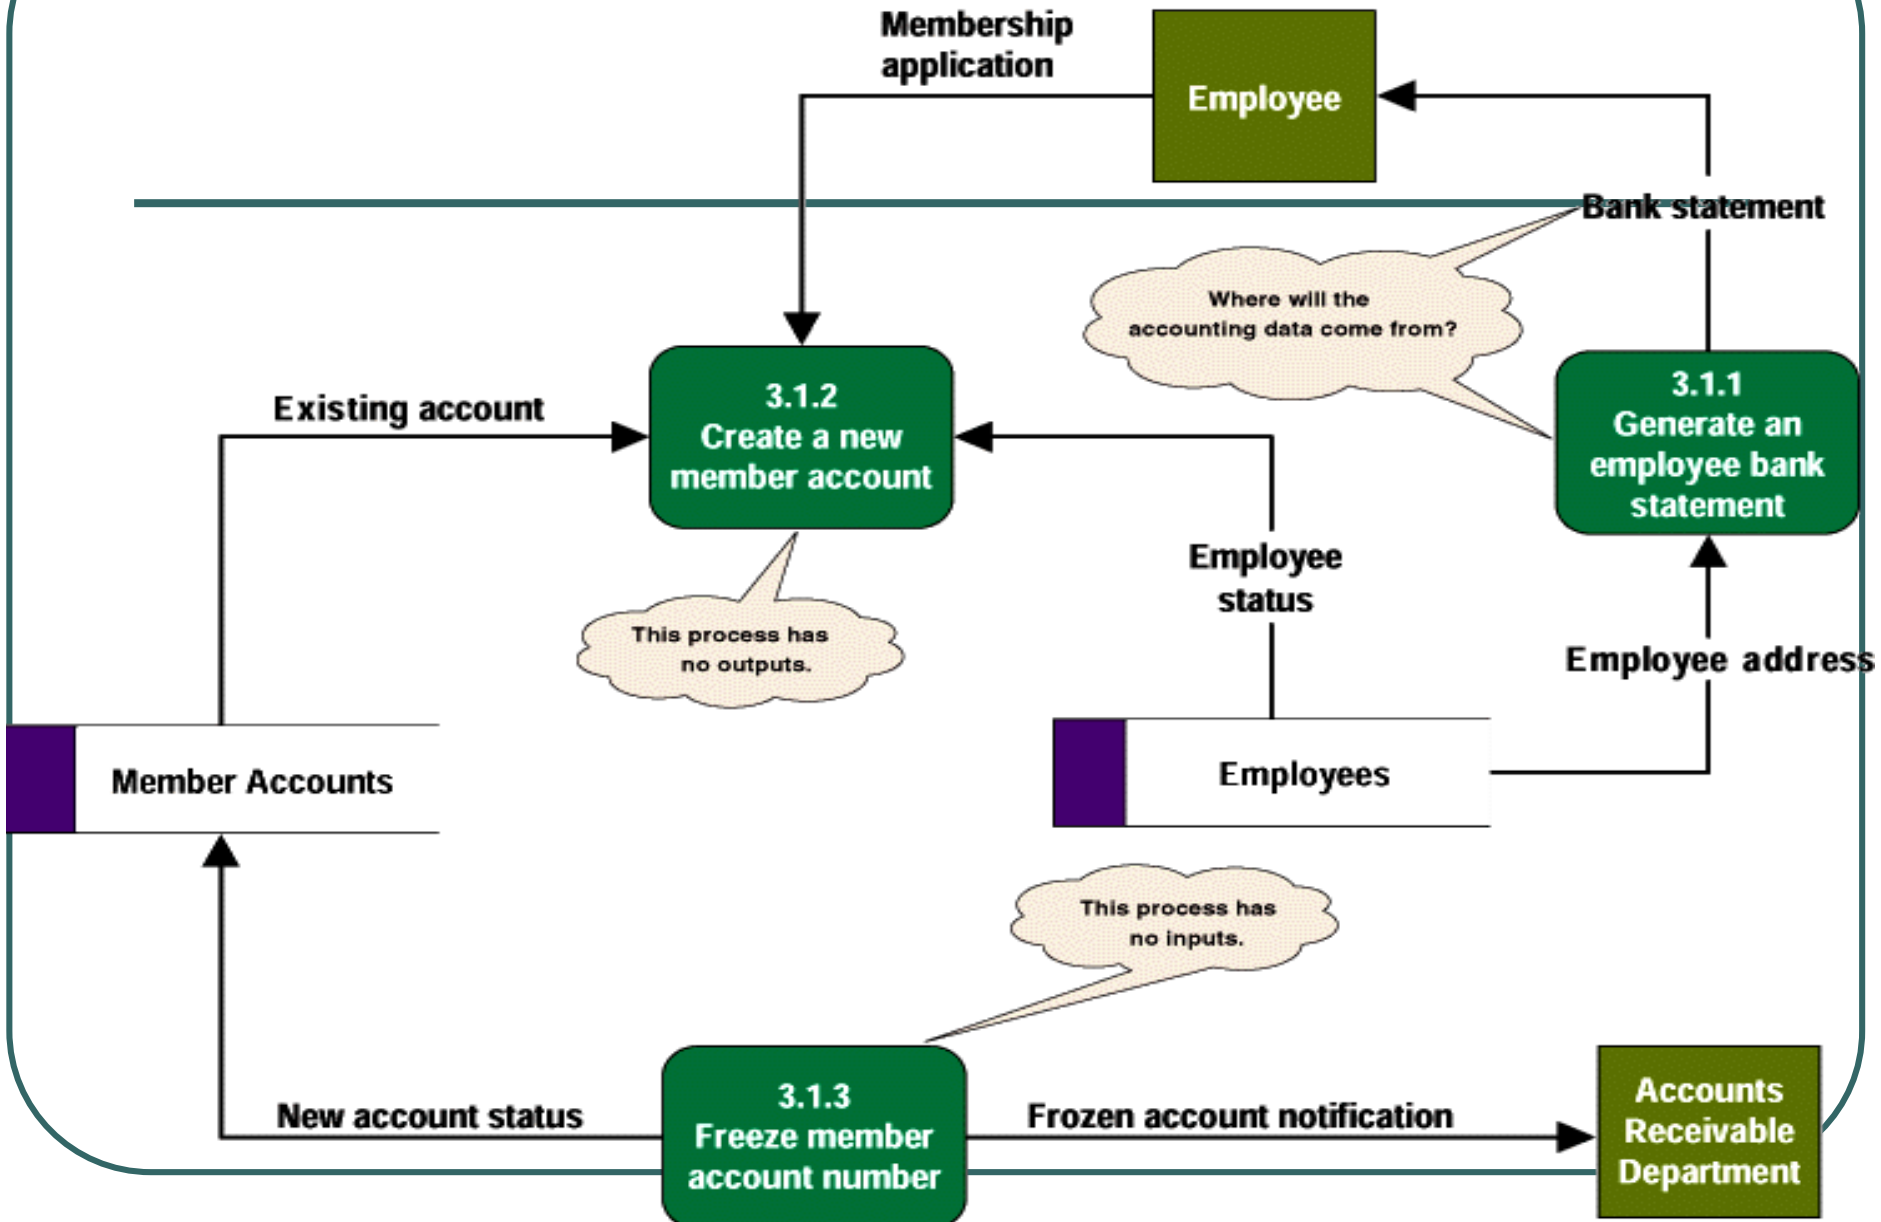 Membership
application
Employee
Bank statement
Where will the
accounting data come from?
3.1.1
Generate an
employee bank
statement
Existing account
3.1.2
Create a new
member account
Employee
status
This process has
no outputs.
Employee address
Member Accounts
Employees
This process has
no inputs.
New account status
3.1.3
Freeze member
account number
Frozen account notification
Accounts
Receivable
Department